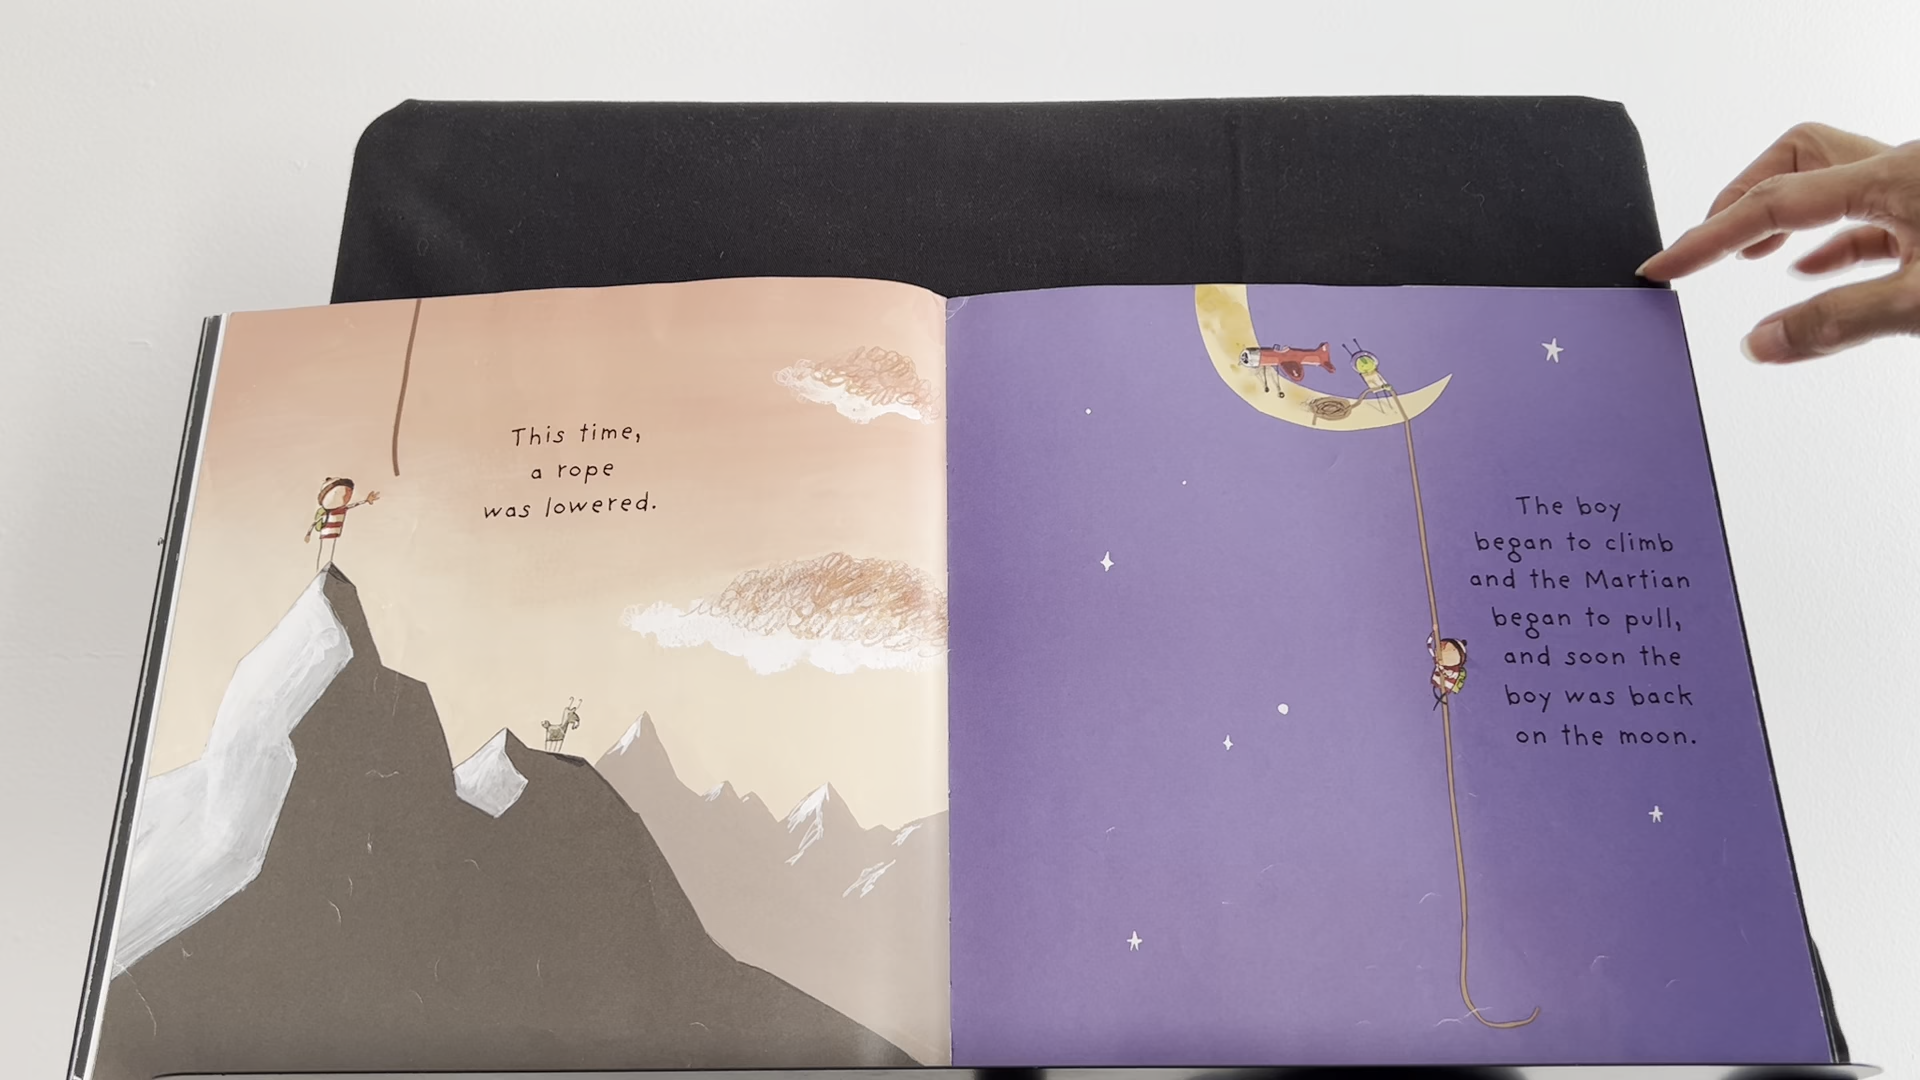 This time,
a rope
was lowered.
The boy
began to climb
and the Martian
began to pull,
and soon the
boy was back
on the moon.